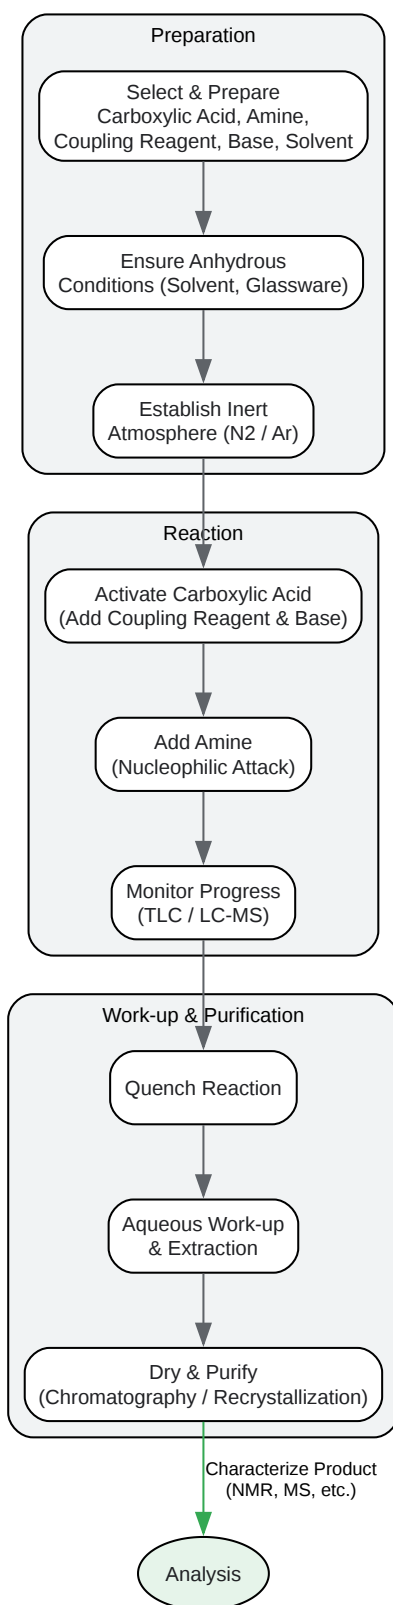 Preparation
Select & Prepare
Carboxylic Acid, Amine,
Coupling Reagent, Base, Solvent
Ensure Anhydrous
Conditions (Solvent, Glassware)
Establish Inert
Atmosphere (N2 / Ar)
Reaction
Activate Carboxylic Acid
(Add Coupling Reagent & Base)
Add Amine
(Nucleophilic Attack)
Monitor Progress
(TLC / LC-MS)
Work-up & Purification
Quench Reaction
Aqueous Work-up
& Extraction
Dry & Purify
(Chromatography / Recrystallization)
Characterize Product
(NMR, MS, etc.)
Analysis